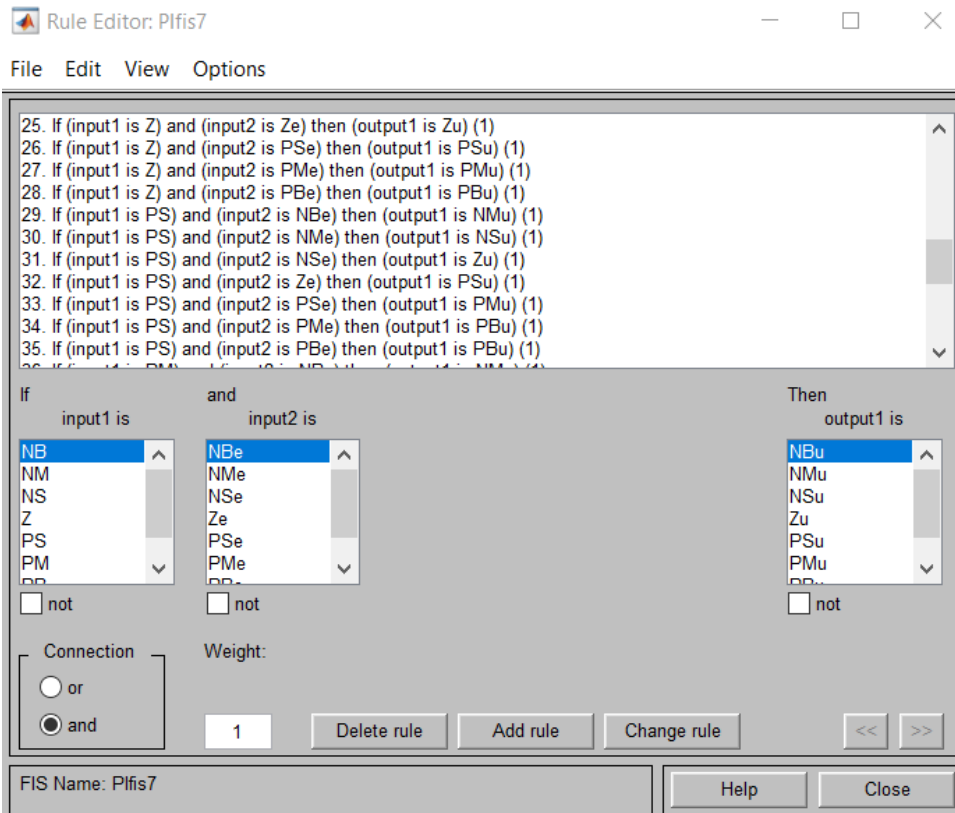 Rule Editor: PIfis7
File Edit View Options
25. If (input1 is Z) and (input2 is Ze) then (output1 is Zu) (1)
26. If (input1 is Z) and (input2 is PSe) then (output1 is PSu) (1)
27. If (input1 is Z) and (input2 is PMe) then (output1 is PMu) (1)
28. If (input1 is Z) and (input2 is PBe) then (output1 is PBu) (1)
29. If (input1 is PS) and (input2 is NBe) then (output1 is NMu) (1)
30. If (input1 is PS) and (input2 is NMe) then (output1 is NSu) (1)
31. If (input1 is PS) and (input2 is NSe) then (output1 is Zu) (1)
32. If (input1 is PS) and (input2 is Ze) then (output1 is PSu) (1)
33. If (input1 is PS) and (input2 is PSe) then (output1 is PMu) (1)
34. If (input1 is PS) and (input2 is PMe) then (output1 is PBu) (1)
35. If (input1 is PS) and (input2 is PBe) then (output1 is PBu) (1)
If and Then
input1 is input2 is output1 is
NB NBe NBu
NM NMe NMu
NS NSe NSu
Z Ze Zu
PS PSe PSu
PM PMe PMu
not not not
Connection Weight:
or
and 1 Delete rule Add rule Change rule << >>
FIS Name: PIfis7 Help Close